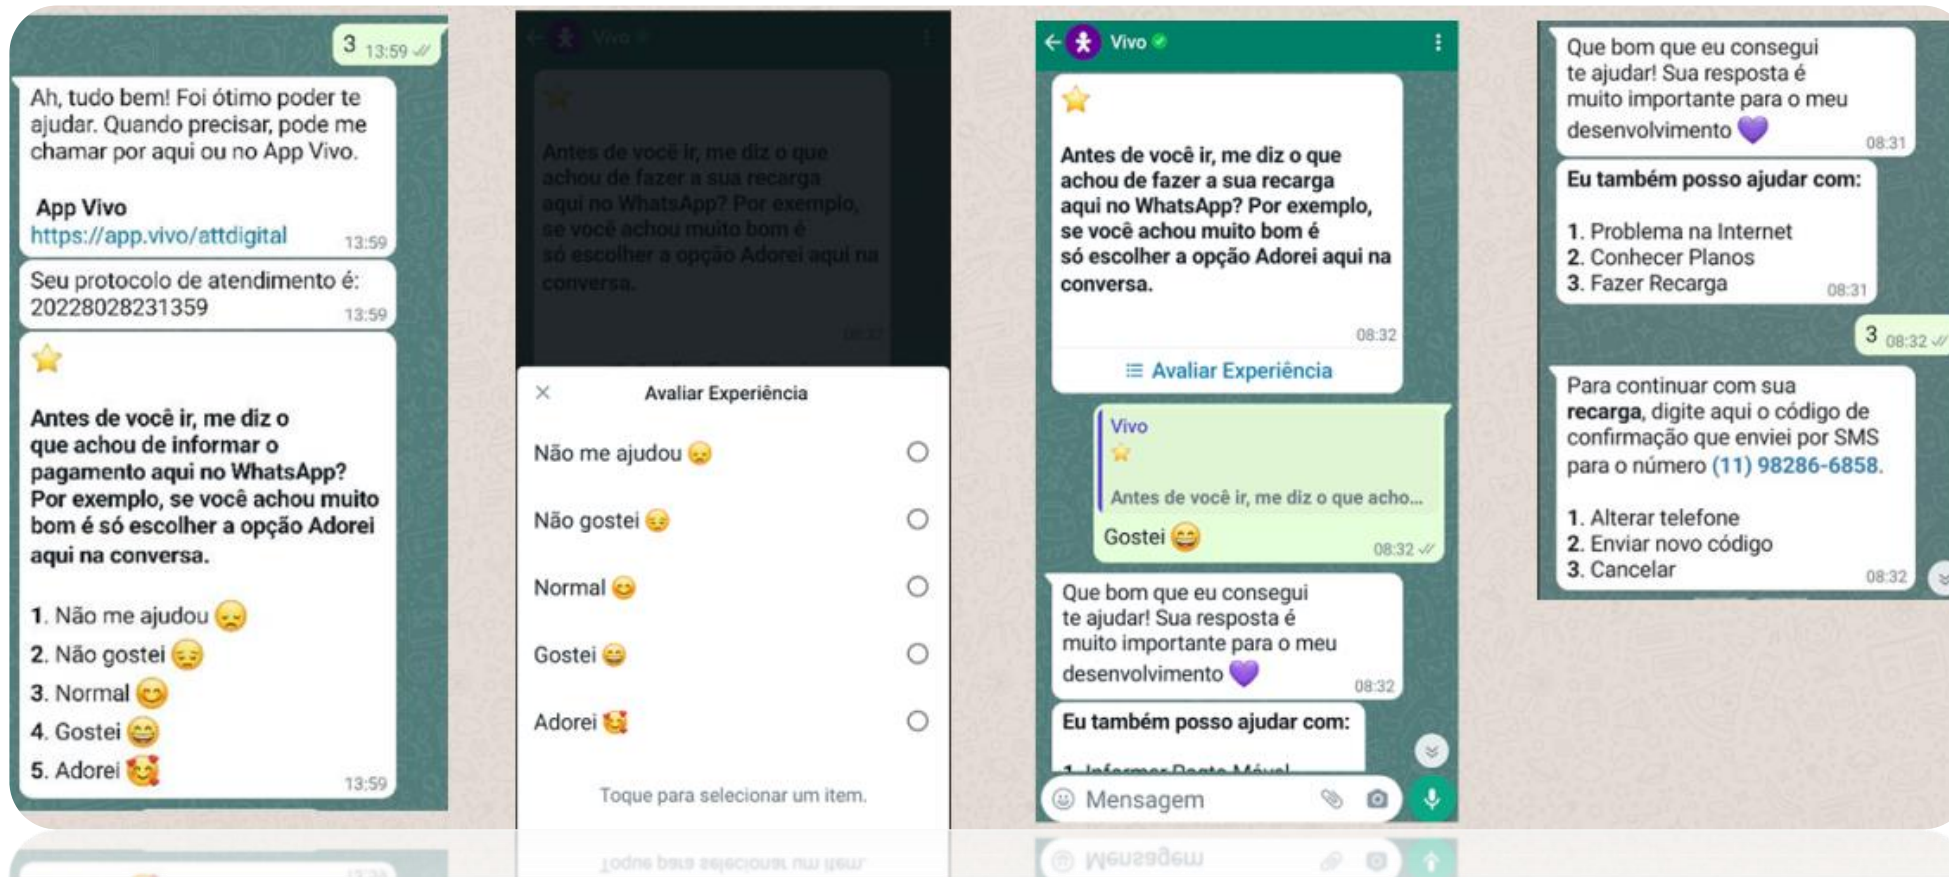 3 13:59
Ah, tudo bem! Foi ótimo poder te
ajudar. Quando precisar, pode me
chamar por aqui ou no App Vivo.
App Vivo
https://app.vivo/attdigital 13:59
Seu protocolo de atendimento é:
20228028231359 13:59
⭐
Antes de você ir, me diz o
que achou de informar o
pagamento aqui no WhatsApp?
Por exemplo, se você achou muito
bom é só escolher a opção Adorei
aqui na conversa.
1. Não me ajudou 😞
2. Não gostei 😔
3. Normal 😊
4. Gostei 😄
5. Adorei 🥰
13:59
Vivo
Antes de você ir, me diz o que
achou de fazer a sua recarga
aqui no WhatsApp? Por exemplo,
se você achou muito bom é
só escolher a opção Adorei aqui na
conversa.
08:32
Avaliar Experiência
Não me ajudou 😞
Não gostei 😔
Normal 😊
Gostei 😄
Adorei 🥰
Toque para selecionar um item.
Vivo
⭐
Antes de você ir, me diz o que
achou de fazer a sua recarga
aqui no WhatsApp? Por exemplo,
se você achou muito bom é
só escolher a opção Adorei aqui na
conversa.
08:32
Avaliar Experiência
Vivo
⭐
Antes de você ir, me diz o que acho...
Gostei 😄
08:32
Que bom que eu consegui
te ajudar! Sua resposta é
muito importante para o meu
desenvolvimento 💜
08:32
Eu também posso ajudar com:
1. Informar Pagto Móvel
Mensagem
Que bom que eu consegui
te ajudar! Sua resposta é
muito importante para o meu
desenvolvimento 💜
08:31
Eu também posso ajudar com:
1. Problema na Internet
2. Conhecer Planos
3. Fazer Recarga
08:31
3 08:32
Para continuar com sua
recarga, digite aqui o código de
confirmação que enviei por SMS
para o número (11) 98286-6858.
1. Alterar telefone
2. Enviar novo código
3. Cancelar
08:32